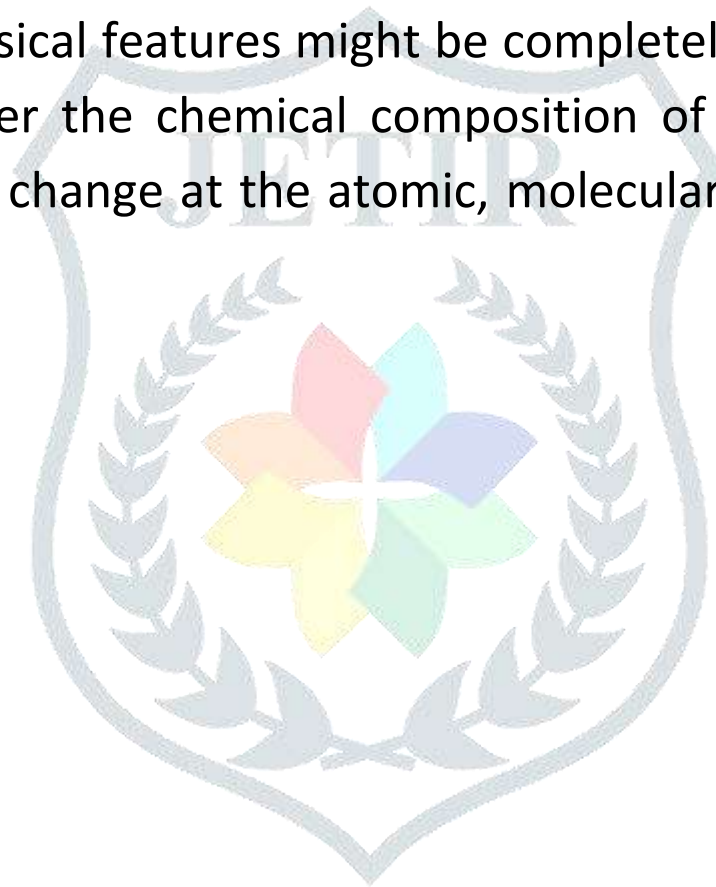 sical features might be completel
er the chemical composition of
change at the atomic, molecular
JETIR